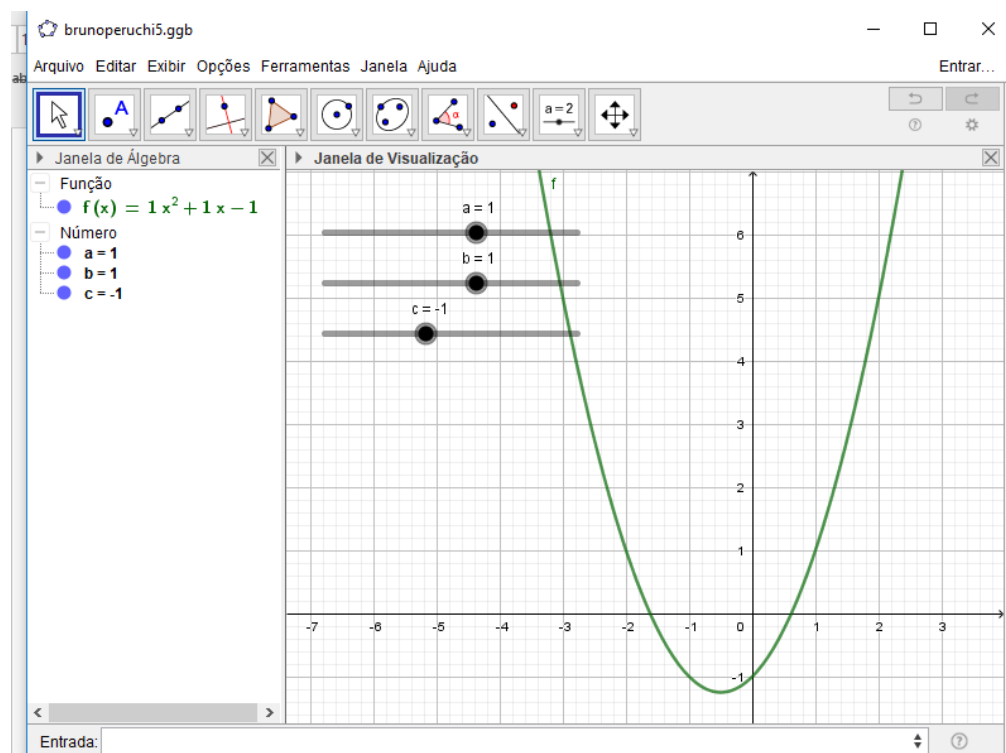 brunoperuchi5.ggb
Arquivo Editar Exibir Opções Ferramentas Janela Ajuda
Entrar...
A
α
a = 2
Janela de Álgebra
Janela de Visualização
Função
f(x) = 1 x² + 1 x − 1
Número
a = 1
b = 1
c = -1
f
a = 1
b = 1
c = -1
6
5
4
3
2
1
-7 -6 -5 -4 -3 -2 -1 0 1 2 3
-1
Entrada: